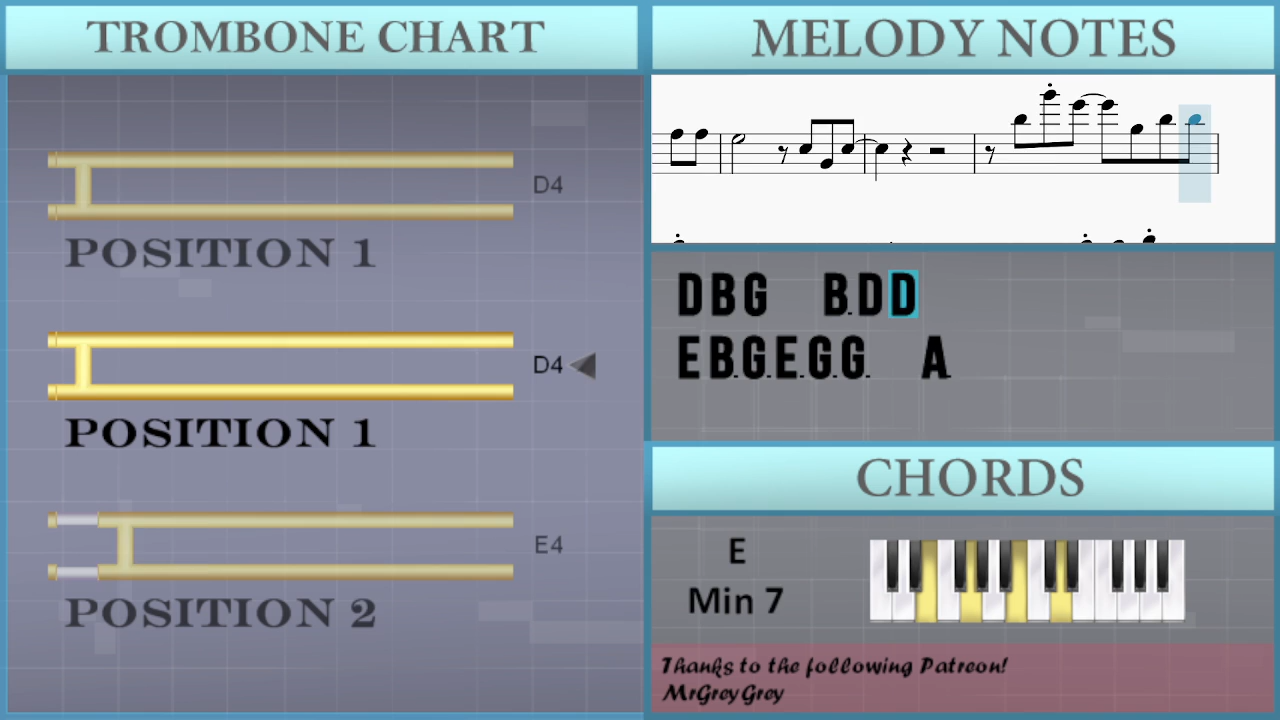 TROMBONE CHART
D4
POSITION 1
D4
POSITION 1
E4
POSITION 2
MELODY NOTES
DBG B.DD
EB.G.E.G.G. A.
CHORDS
E
Min 7
Thanks to the following Patreon!
MrGreyGrey